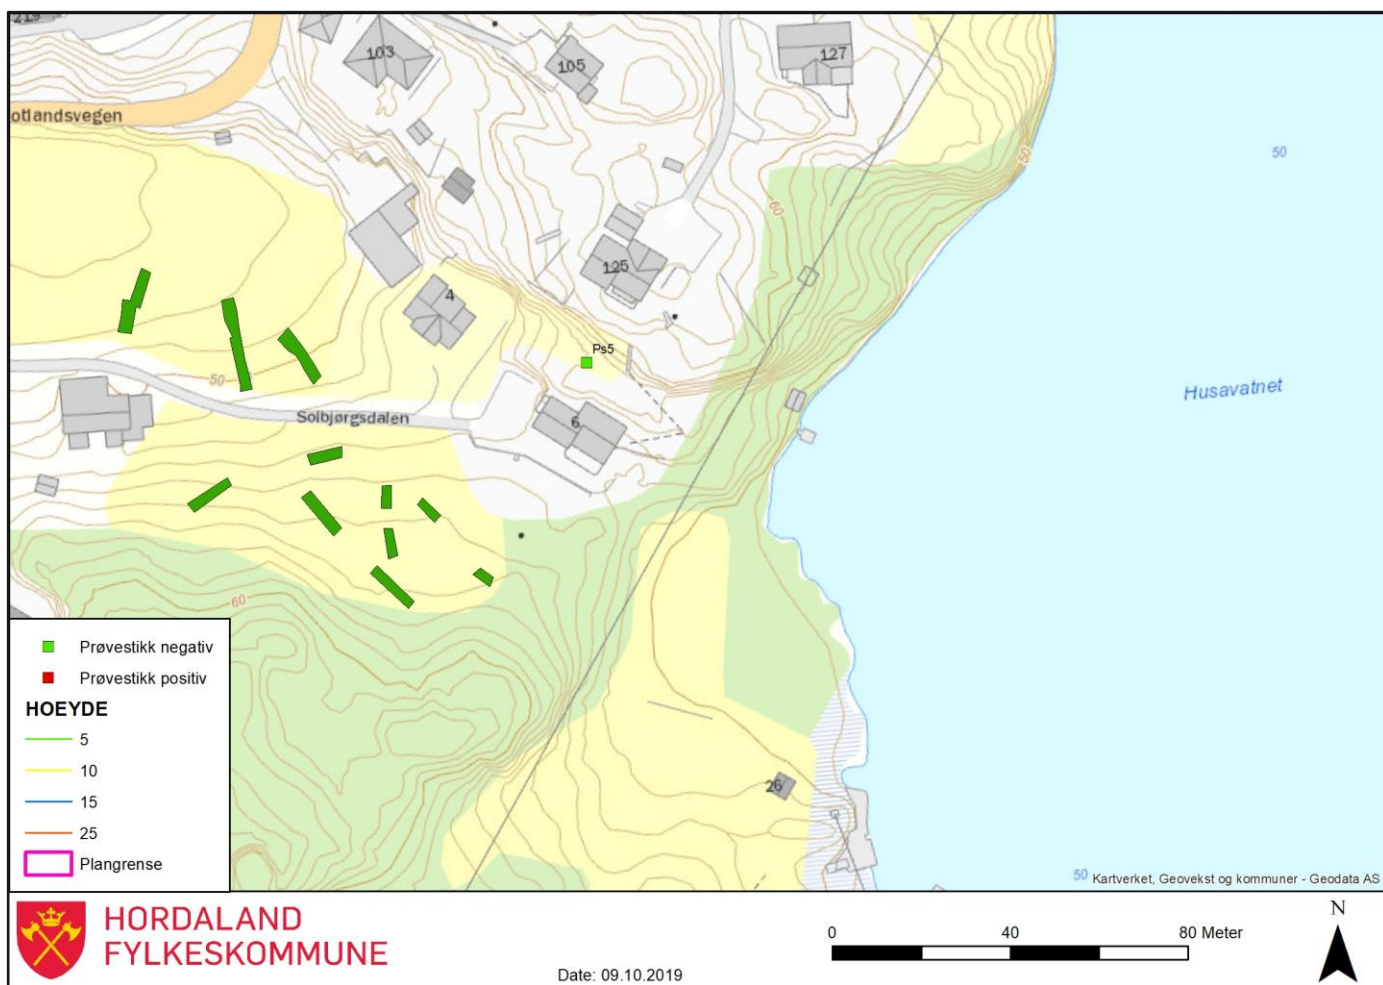 219
103
105
127
otlandsvegen
50
50
60
125
4
Ps5
50
Husavatnet
Solbjørgsdalen
6
60
Prøvestikk negativ
Prøvestikk positiv
HOEYDE
5
10
15
25
Plangrense
26
50
Kartverket, Geovekst og kommuner - Geodata AS
HORDALAND
FYLKESKOMMUNE
Date: 09.10.2019
0 40 80 Meter
N